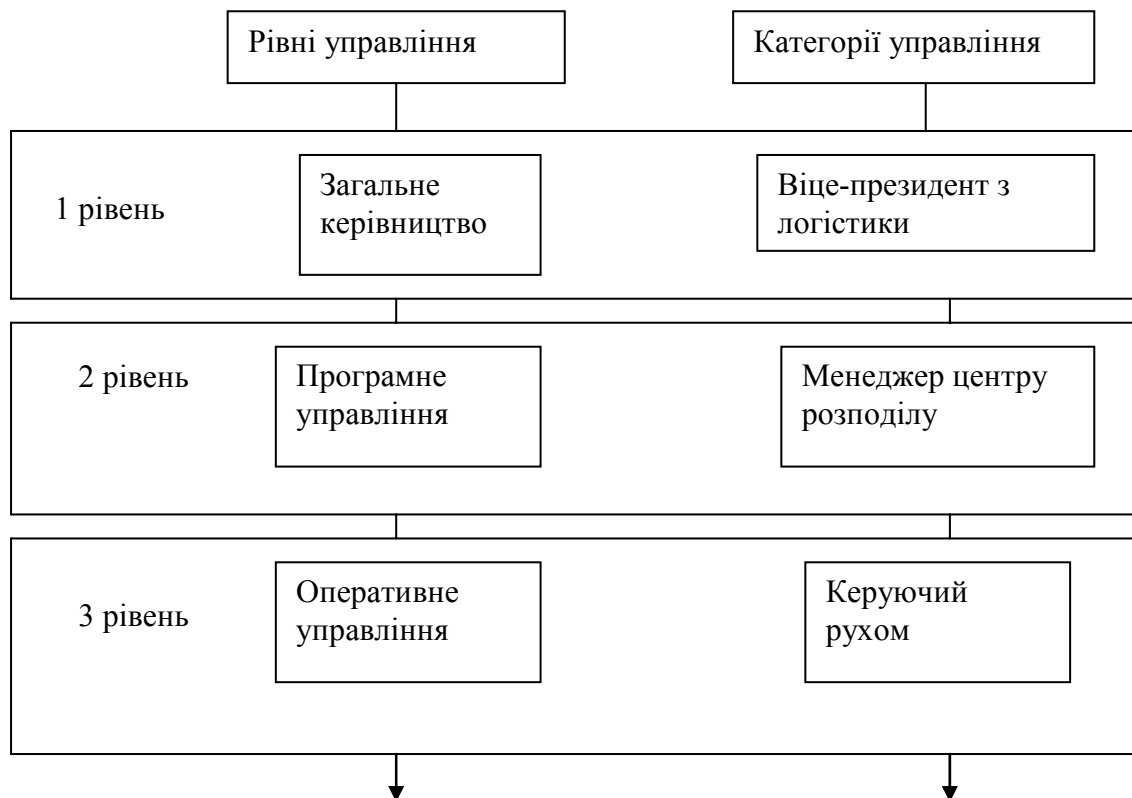 Рівні управління
Категорії управління
1 рівень
Загальне
керівництво
Віце-президент з
логістики
2 рівень
Програмне
управління
Менеджер центру
розподілу
3 рівень
Оперативне
управління
Керуючий
рухом